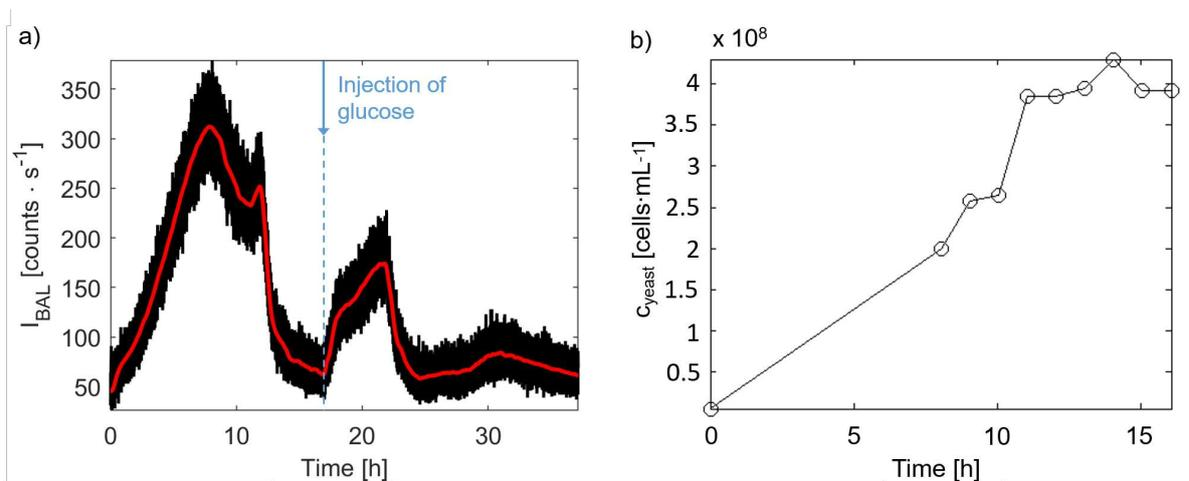 a)
I_BAL [counts · s⁻¹]
350
300
250
200
150
100
50
Injection of
glucose
0 10 20 30
Time [h]
b)
x 10⁸
c_yeast [cells·mL⁻¹]
4
3.5
3
2.5
2
1.5
1
0.5
0 5 10 15
Time [h]